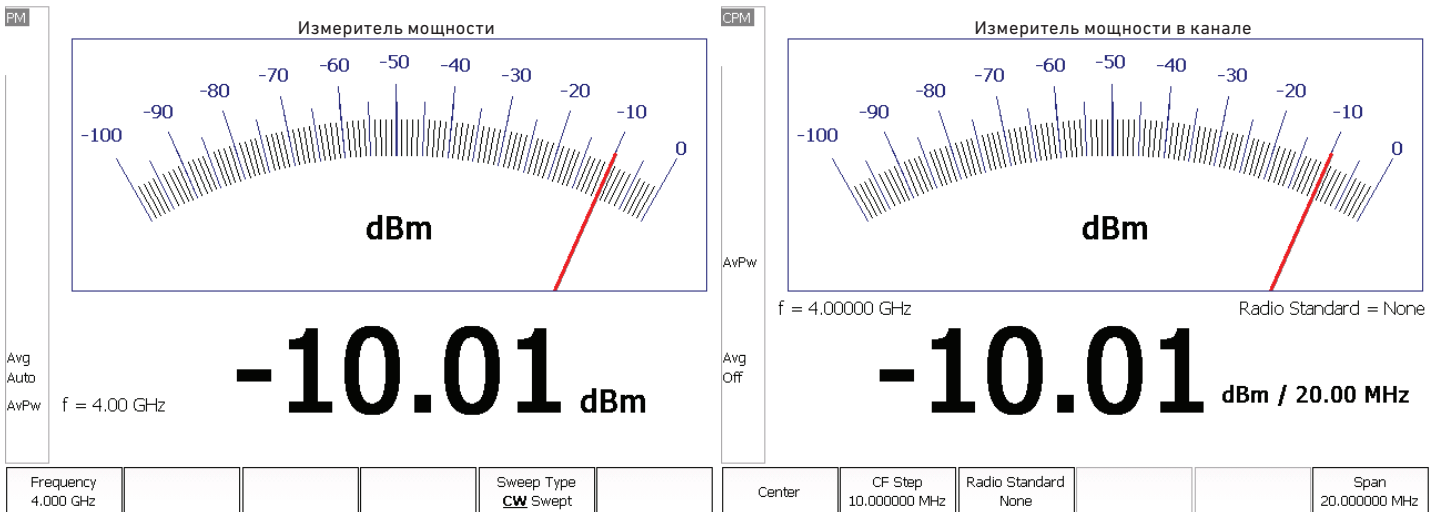 PM
Измеритель мощности
-100
-90
-80
-70
-60
-50
-40
-30
-20
-10
0
dBm
Avg
Auto
AvPw
f = 4.00 GHz
-10.01 dBm
Frequency
4.000 GHz
Sweep Type
CW Swept
CPM
Измеритель мощности в канале
-100
-90
-80
-70
-60
-50
-40
-30
-20
-10
0
dBm
AvPw
f = 4.00000 GHz
Radio Standard = None
Avg
Off
-10.01 dBm / 20.00 MHz
Center
CF Step
10.000000 MHz
Radio Standard
None
Span
20.000000 MHz